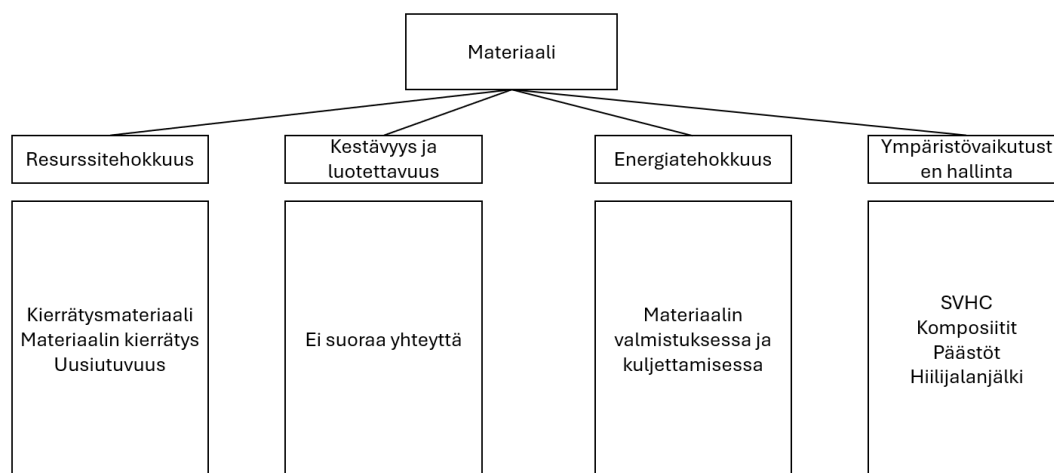 Materiaali
Resurssitehokkuus
Kestävyys ja
luotettavuus
Energiatehokkuus
Ympäristövaikutust
en hallinta
Kierrätysmateriaali
Materiaalin kierrätys
Uusiutuvuus
Ei suoraa yhteyttä
Materiaalin
valmistuksessa ja
kuljettamisessa
SVHC
Komposiitit
Päästöt
Hiilijalanjälki